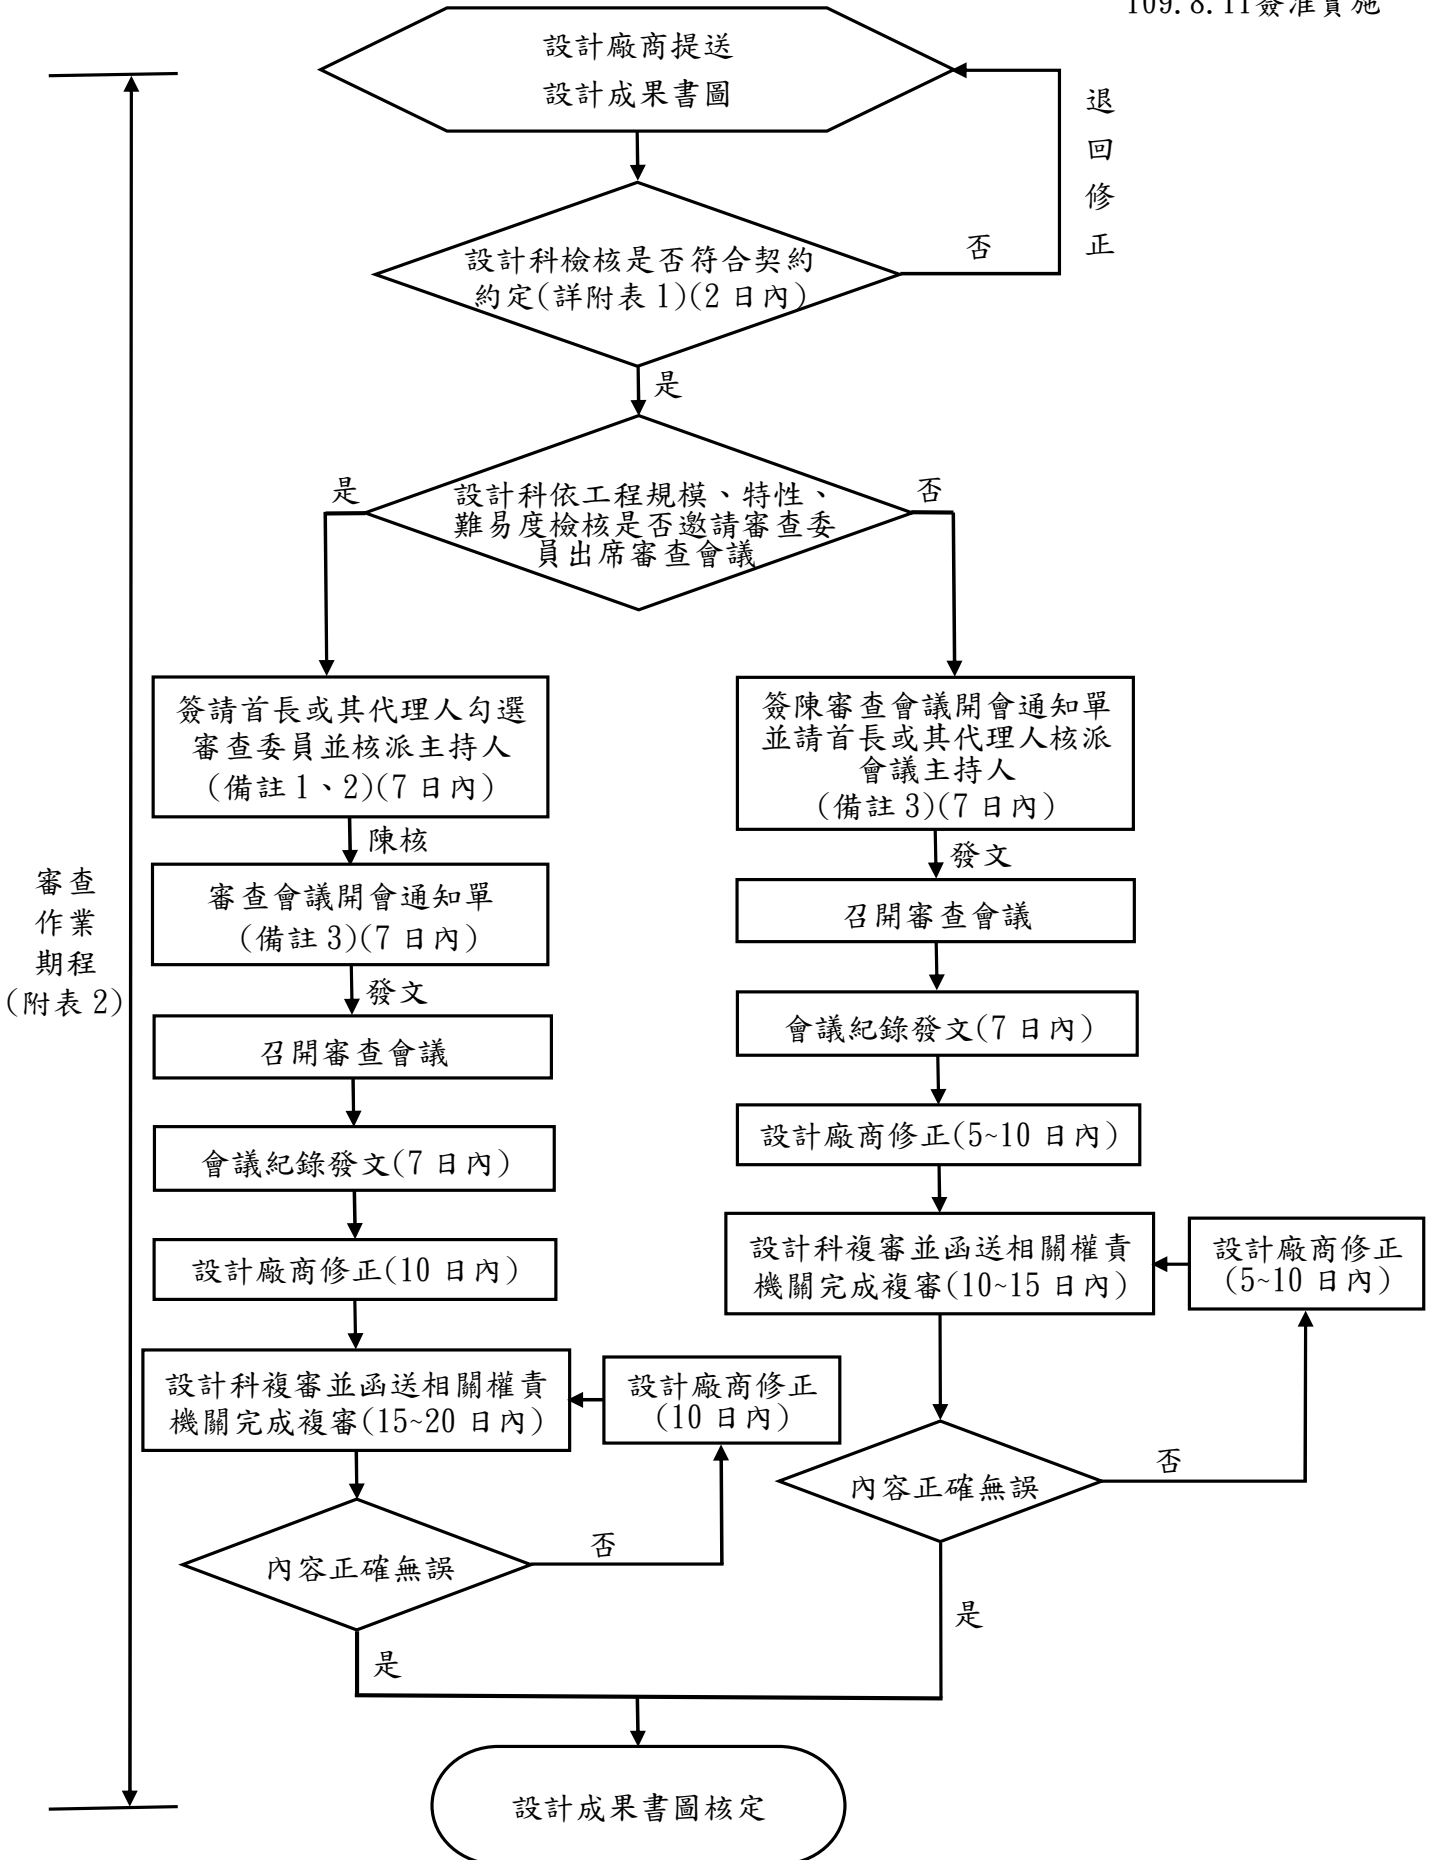 109.8.11簽准實施
設計廠商提送
設計成果書圖
退
回
修
正
設計科檢核是否符合契約
約定(詳附表1)(2日內)
否
是
設計科依工程規模、特性、
難易度檢核是否邀請審查委
員出席審查會議
是
否
簽請首長或其代理人勾選
審查委員並核派主持人
(備註1、2)(7日內)
陳核
審查會議開會通知單
(備註3)(7日內)
發文
召開審查會議
會議紀錄發文(7日內)
設計廠商修正(10日內)
設計科複審並函送相關權責
機關完成複審(15~20日內)
設計廠商修正
(10日內)
內容正確無誤
否
是
簽陳審查會議開會通知單
並請首長或其代理人核派
會議主持人
(備註3)(7日內)
發文
召開審查會議
會議紀錄發文(7日內)
設計廠商修正(5~10日內)
設計科複審並函送相關權責
機關完成複審(10~15日內)
設計廠商修正
(5~10日內)
內容正確無誤
否
是
審查
作業
期程
(附表2)
設計成果書圖核定